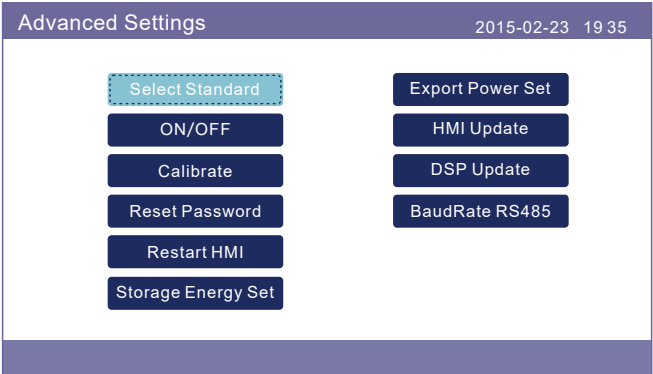 Advanced Settings
2015-02-23 19 35
Select Standard
ON/OFF
Calibrate
Reset Password
Restart HMI
Storage Energy Set
Export Power Set
HMI Update
DSP Update
BaudRate RS485